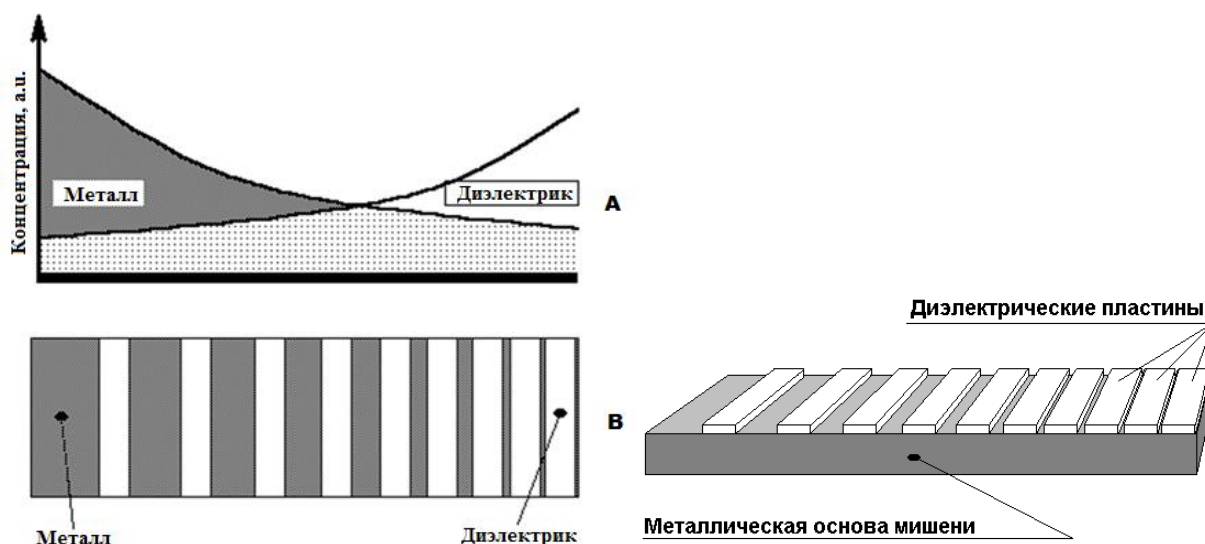 Концентрация, a.u.
Металл
Диэлектрик
A
Диэлектрические пластины
B
Металл
Диэлектрик
Металлическая основа мишени